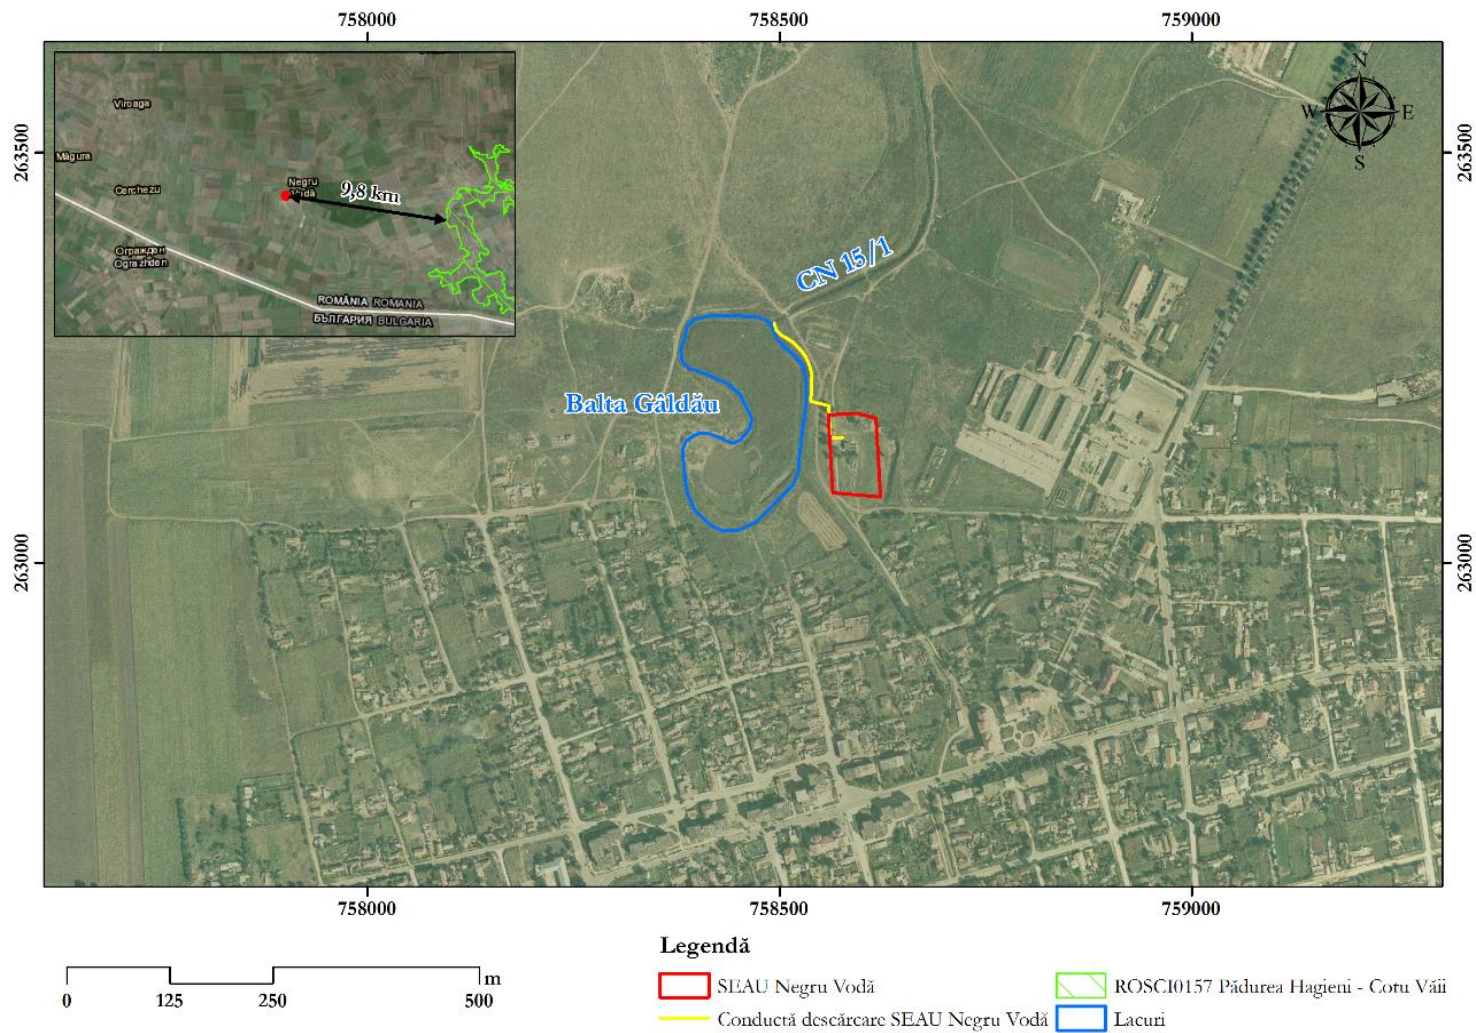 758000
758500
759000
N
W
E
S
263500
263500
Viroaga
Măgura
Cerchezu
Negru
Vodă
9,8 km
Ограждан
Ograzhden
ROMÂNIA ROMANIA
БЪЛГАРИЯ BULGARIA
CN 15/1
Balta Gâldău
263000
263000
758000
758500
759000
Legendă
m
0
125
250
500
SEAU Negru Vodă
ROSCI0157 Pădurea Hagieni - Cotu Văii
Conductă descărcare SEAU Negru Vodă
Lacuri